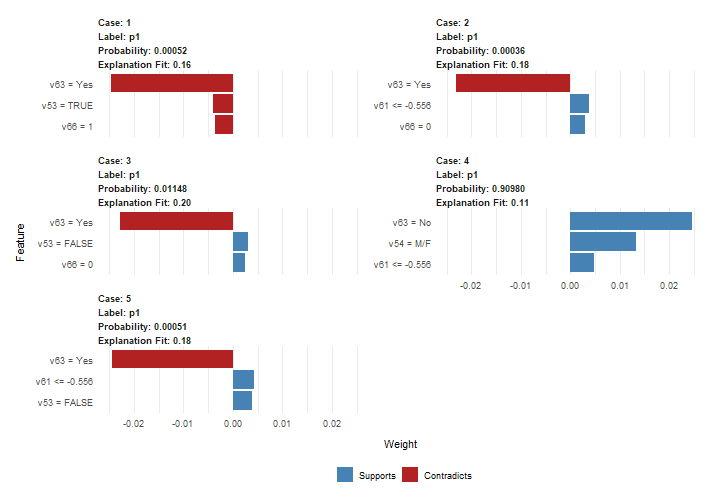 Case: 1
Label: p1
Probability: 0.00052
Explanation Fit: 0.16
v63 = Yes
v53 = TRUE
v66 = 1
Case: 2
Label: p1
Probability: 0.00036
Explanation Fit: 0.18
v63 = Yes
v61 <= -0.556
v66 = 0
Case: 3
Label: p1
Probability: 0.01148
Explanation Fit: 0.20
v63 = Yes
v53 = FALSE
v66 = 0
Case: 4
Label: p1
Probability: 0.90980
Explanation Fit: 0.11
v63 = No
v54 = M/F
v61 <= -0.556
-0.02 -0.01 0.00 0.01 0.02
Case: 5
Label: p1
Probability: 0.00051
Explanation Fit: 0.18
v63 = Yes
v61 <= -0.556
v53 = FALSE
-0.02 -0.01 0.00 0.01 0.02
Feature
Weight
Supports Contradicts